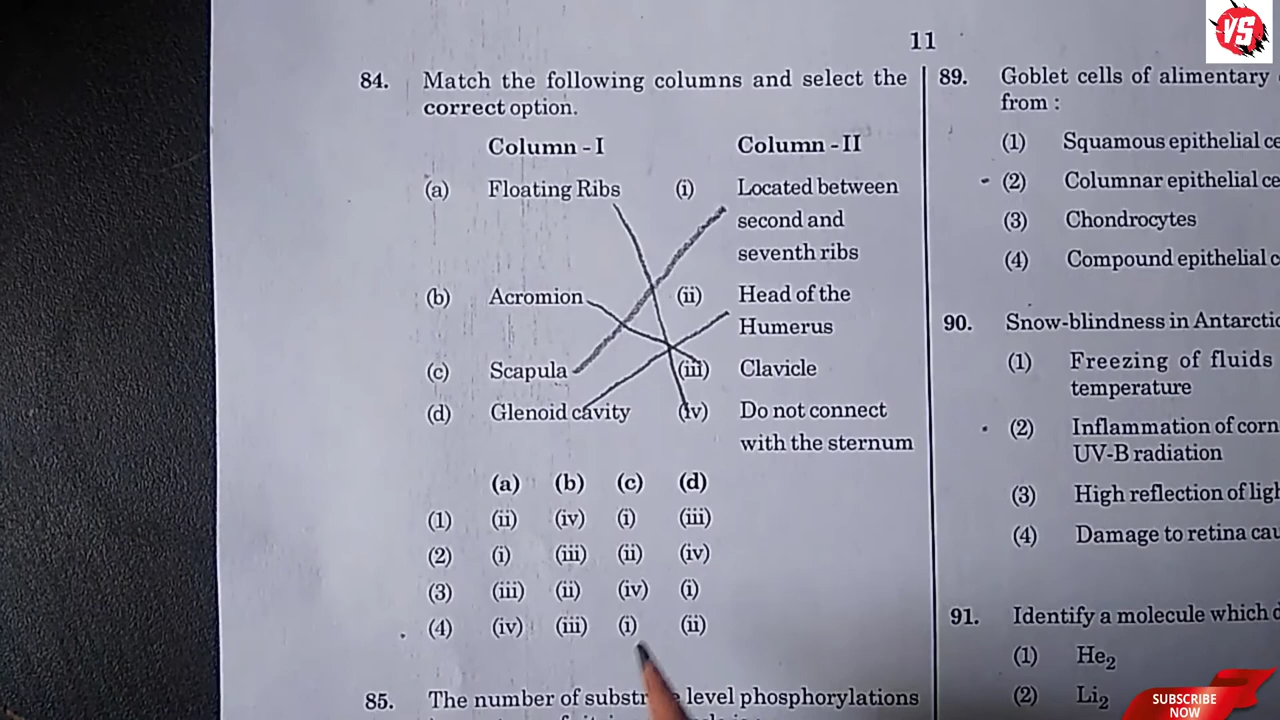 VS
11
84. Match the following columns and select the
correct option.
Column - I Column - II
(a) Floating Ribs (i) Located between
second and
seventh ribs
(b) Acromion (ii) Head of the
Humerus
(c) Scapula (iii) Clavicle
(d) Glenoid cavity (iv) Do not connect
with the sternum
(a) (b) (c) (d)
(1) (ii) (iv) (i) (iii)
(2) (i) (iii) (ii) (iv)
(3) (iii) (ii) (iv) (i)
(4) (iv) (iii) (i) (ii)
85. The number of level phosphorylations
89. Goblet cells of alimentary
from :
(1) Squamous epithelial
(2) Columnar epithelial
(3) Chondrocytes
(4) Compound epithelial
90. Snow-blindness in
(1) Freezing of fluids
temperature
(2) Inflammation of
UV-B radiation
(3) High reflection of
(4) Damage to retina
91. Identify a molecule which
(1) He2
(2) Li2
SUBSCRIBE
NOW